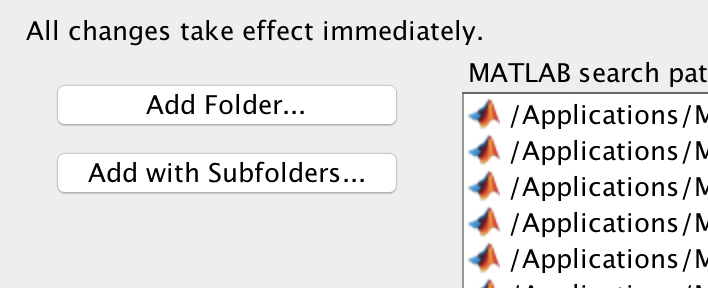 All changes take effect immediately.
MATLAB search pat
Add Folder...
/Applications/M
/Applications/M
Add with Subfolders...
/Applications/M
/Applications/M
/Applications/M